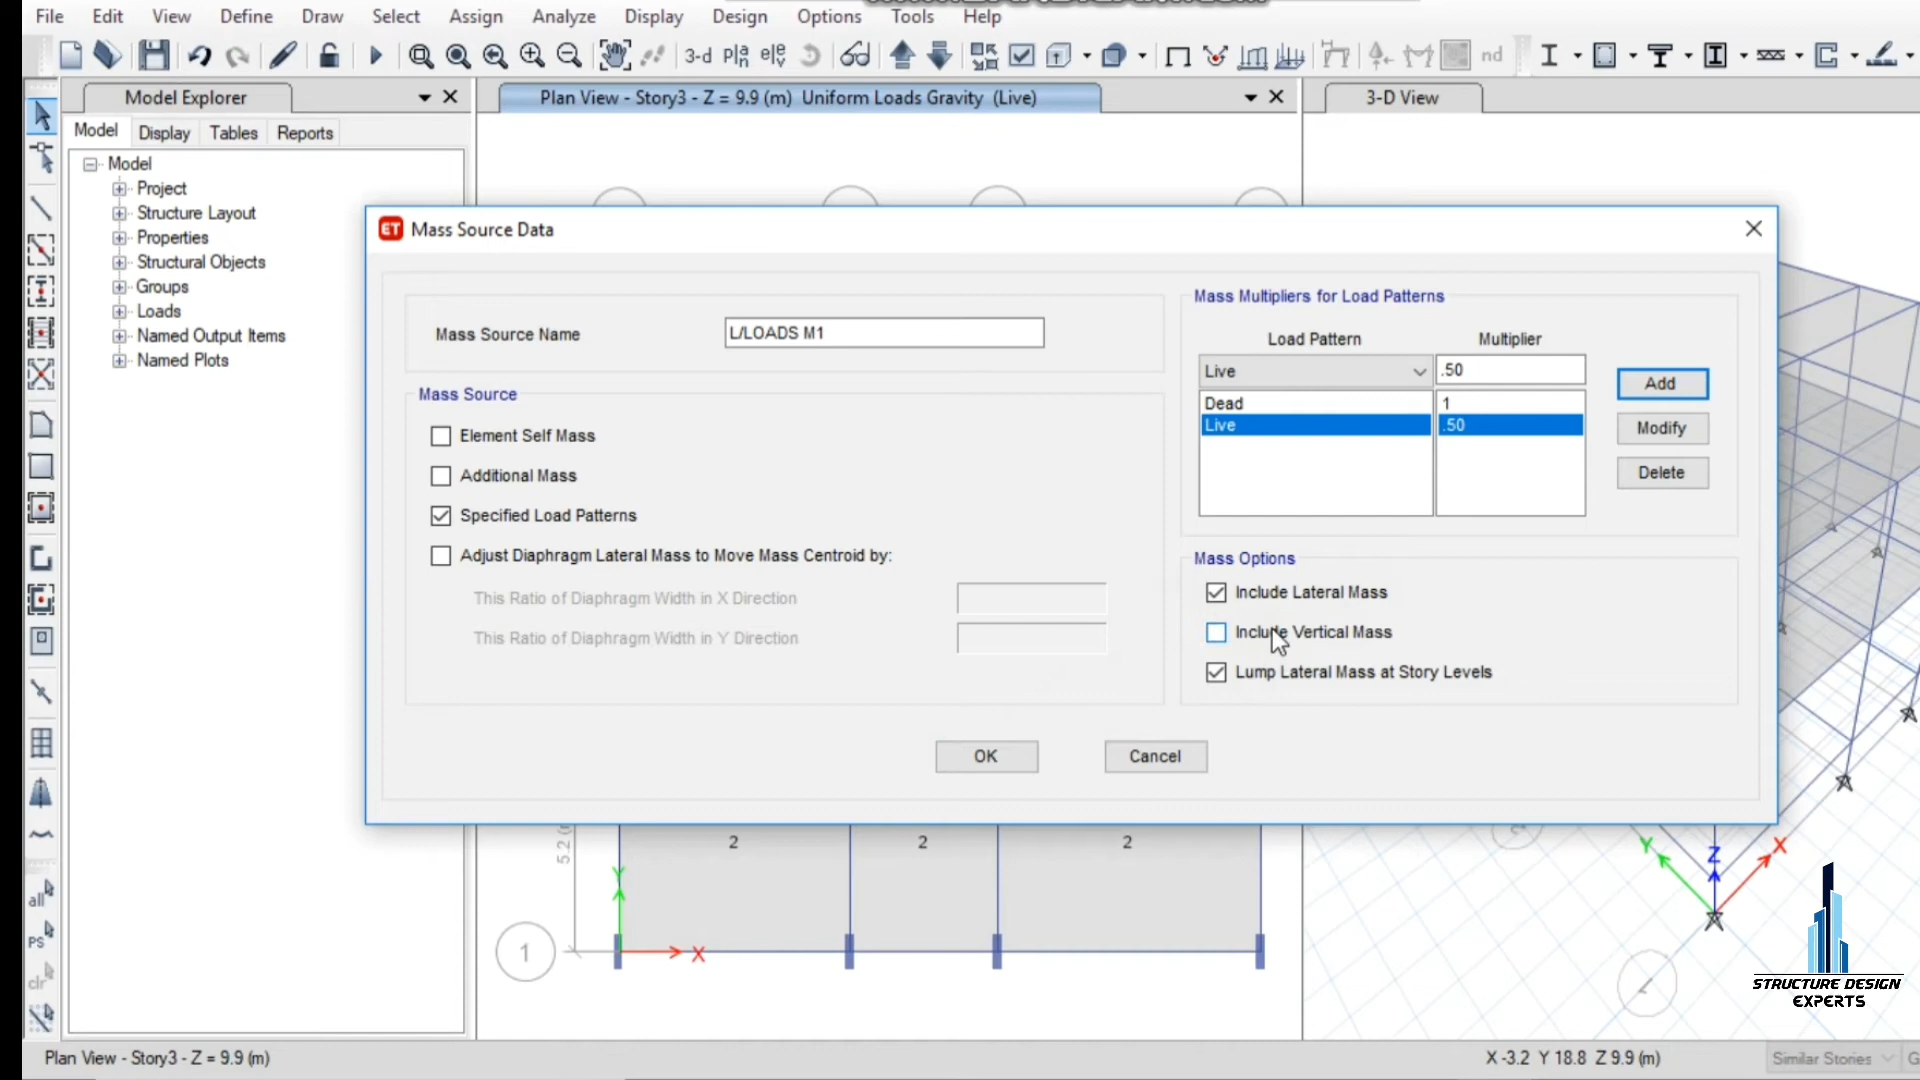 File Edit View Define Draw Select Assign Analyze Display Design Options Tools Help
3-d nd
Model Explorer
Plan View - Story3 - Z = 9.9 (m) Uniform Loads Gravity (Live)
3-D View
Model Display Tables Reports
Model
Project
Structure Layout
Properties
Structural Objects
Groups
Loads
Named Output Items
Named Plots
ET Mass Source Data
Mass Source Name L/LOADS M1
Mass Source
Element Self Mass
Additional Mass
Specified Load Patterns
Adjust Diaphragm Lateral Mass to Move Mass Centroid by:
This Ratio of Diaphragm Width in X Direction
This Ratio of Diaphragm Width in Y Direction
Mass Multipliers for Load Patterns
Load Pattern Multiplier
Live .50
Dead 1
Live .50
Add
Modify
Delete
Mass Options
Include Lateral Mass
Include Vertical Mass
Lump Lateral Mass at Story Levels
OK Cancel
5.2 (
2 2 2
Y
1
X
Y Z X
all
PS
clr
STRUCTURE DESIGN
EXPERTS
Plan View - Story3 - Z = 9.9 (m)
X -3.2 Y 18.8 Z 9.9 (m)
Similar Stories
G